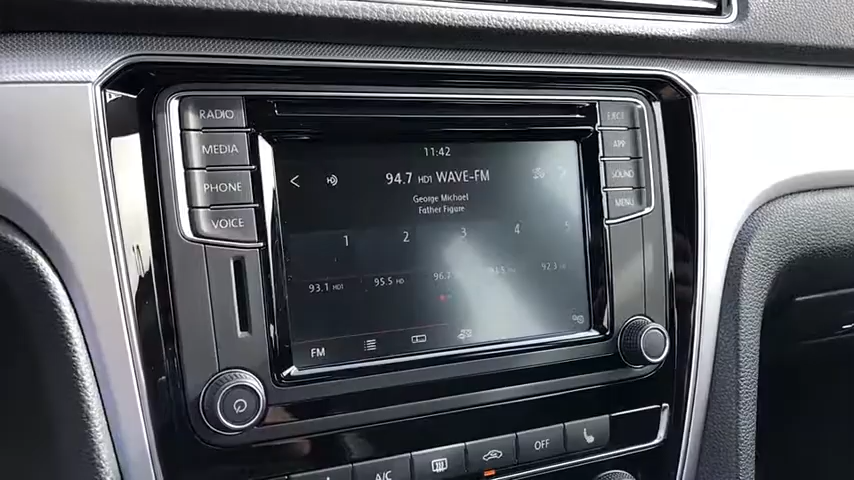 RADIO
MEDIA
PHONE
VOICE
EJECT
APP
SOUND
MENU
11:42
94.7 HD1 WAVE-FM
George Michael
Father Figure
1 2 3 4 5
93.1 HD1 95.5 HD 96.7 92.3
FM
A/C
OFF